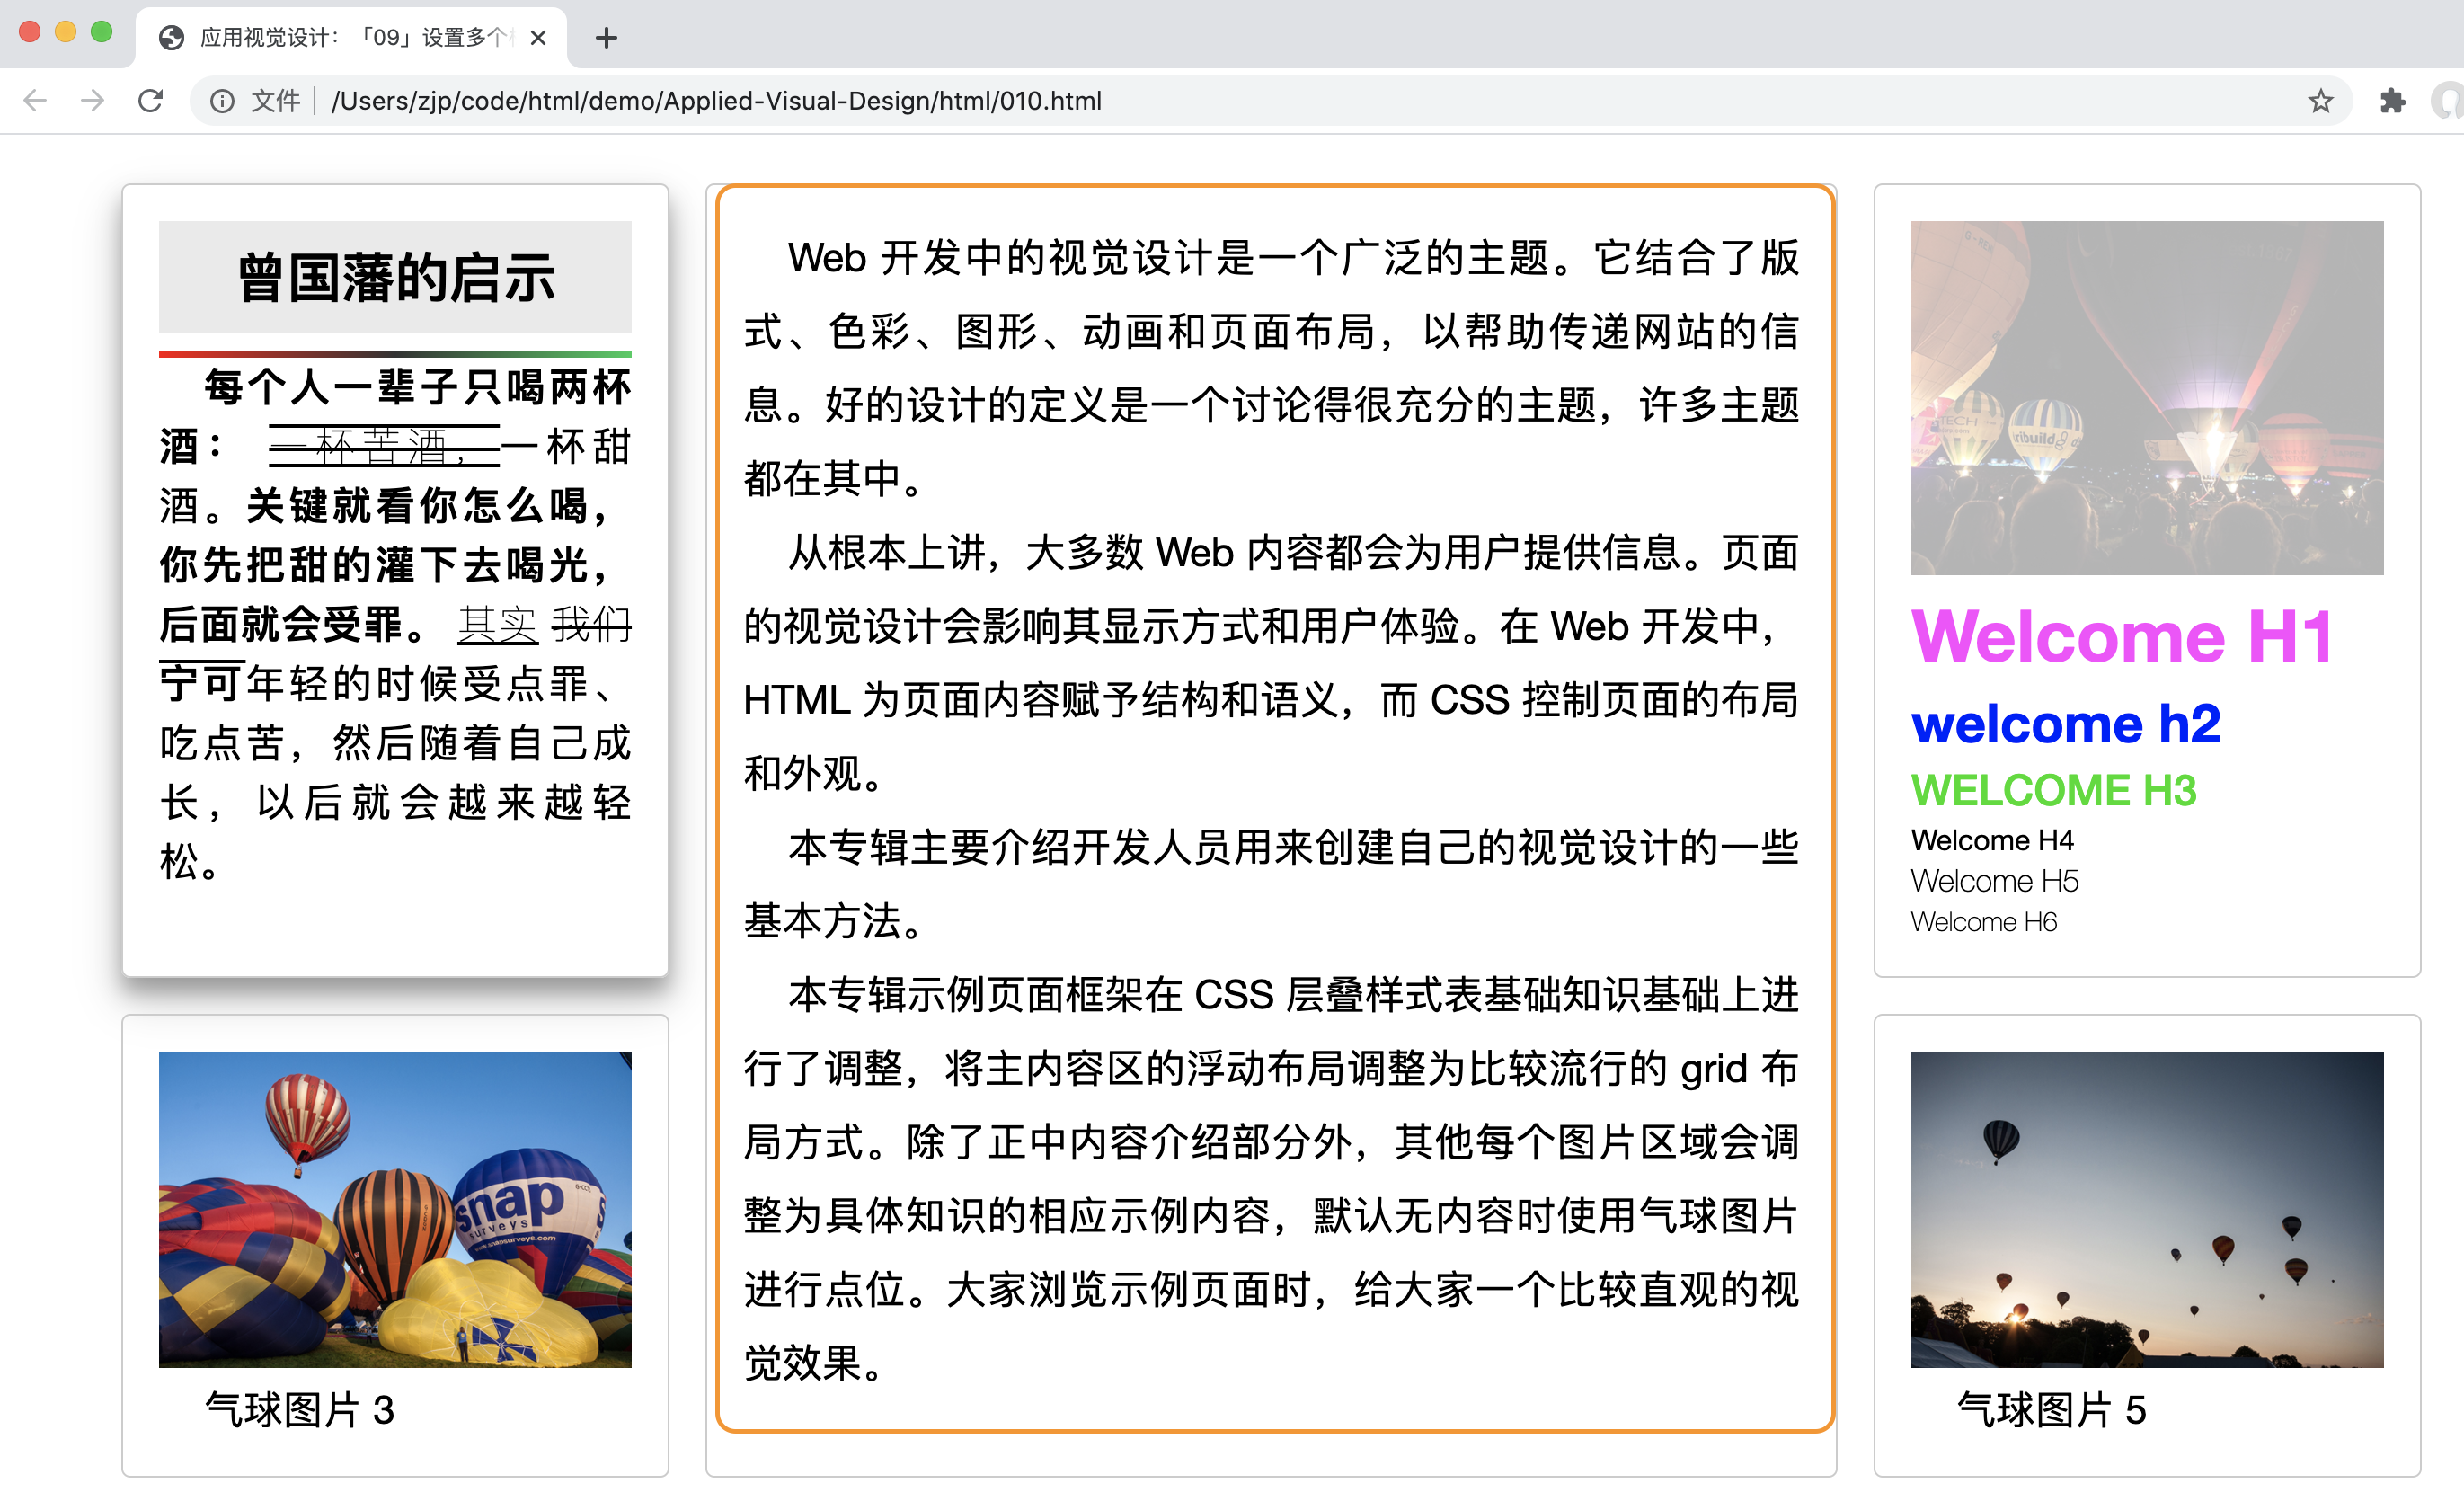 应用视觉设计：「09」设置多个
文件 /Users/zjp/code/html/demo/Applied-Visual-Design/html/010.html
曾国藩的启示
每个人一辈子只喝两杯
酒： 一杯苦酒，一杯甜
酒。关键就看你怎么喝，
你先把甜的灌下去喝光，
后面就会受罪。 其实 我们
宁可年轻的时候受点罪、
吃点苦，然后随着自己成
长，以后就会越来越轻
松。
snap
surveys
www.snapsurveys.com
气球图片 3
Web 开发中的视觉设计是一个广泛的主题。它结合了版
式、色彩、图形、动画和页面布局，以帮助传递网站的信
息。好的设计的定义是一个讨论得很充分的主题，许多主题
都在其中。
从根本上讲，大多数 Web 内容都会为用户提供信息。页面
的视觉设计会影响其显示方式和用户体验。在 Web 开发中，
HTML 为页面内容赋予结构和语义，而 CSS 控制页面的布局
和外观。
本专辑主要介绍开发人员用来创建自己的视觉设计的一些
基本方法。
本专辑示例页面框架在 CSS 层叠样式表基础知识基础上进
行了调整，将主内容区的浮动布局调整为比较流行的 grid 布
局方式。除了正中内容介绍部分外，其他每个图片区域会调
整为具体知识的相应示例内容，默认无内容时使用气球图片
进行点位。大家浏览示例页面时，给大家一个比较直观的视
觉效果。
tribuild
Welcome H1
welcome h2
WELCOME H3
Welcome H4
Welcome H5
Welcome H6
气球图片 5